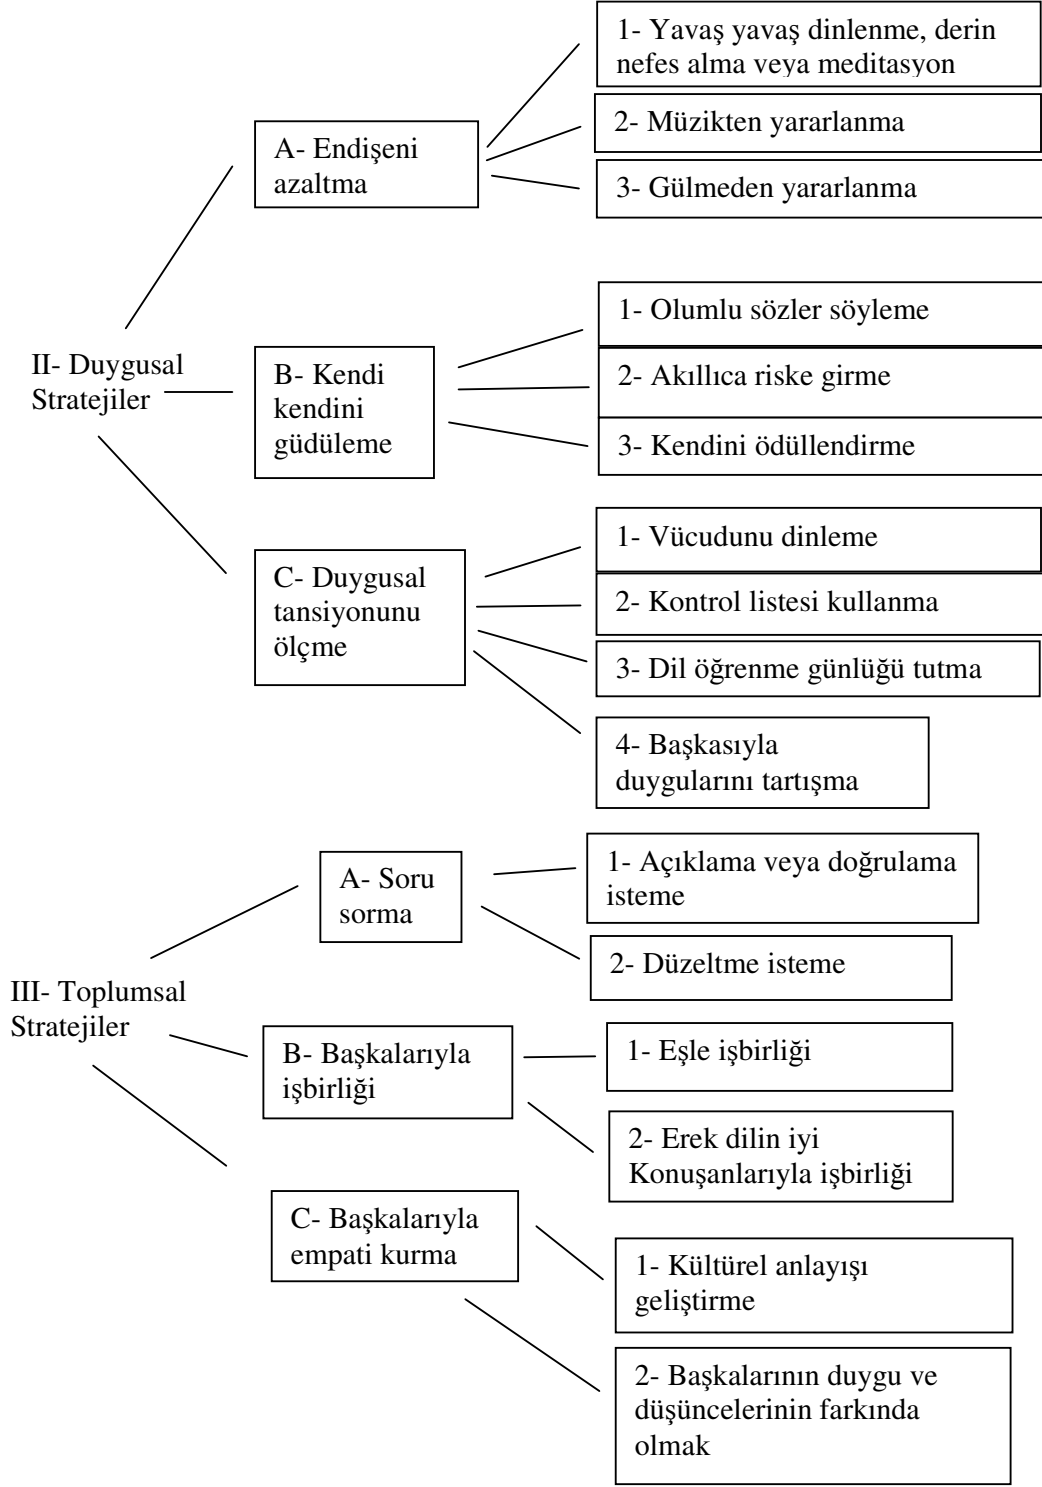 II- Duygusal
Stratejiler
A- Endişeni
azaltma
1- Yavaş yavaş dinlenme, derin
nefes alma veya meditasyon
2- Müzikten yararlanma
3- Gülmeden yararlanma
B- Kendi
kendini
güdüleme
1- Olumlu sözler söyleme
2- Akıllıca riske girme
3- Kendini ödüllendirme
C- Duygusal
tansiyonunu
ölçme
1- Vücudunu dinleme
2- Kontrol listesi kullanma
3- Dil öğrenme günlüğü tutma
4- Başkasıyla
duygularını tartışma
III- Toplumsal
Stratejiler
A- Soru
sorma
1- Açıklama veya doğrulama
isteme
2- Düzeltme isteme
B- Başkalarıyla
işbirliği
1- Eşle işbirliği
2- Erek dilin iyi
Konuşanlarıyla işbirliği
C- Başkalarıyla
empati kurma
1- Kültürel anlayışı
geliştirme
2- Başkalarının duygu ve
düşüncelerinin farkında
olmak